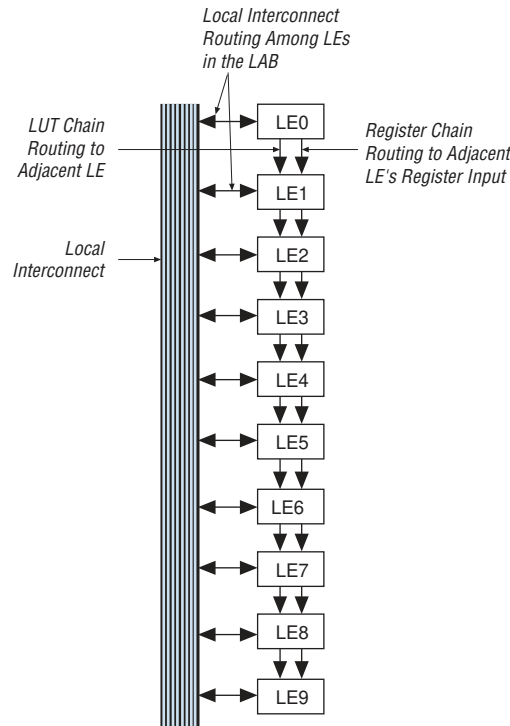 Local Interconnect
Routing Among LEs
in the LAB
LUT Chain
Routing to
Adjacent LE
Register Chain
Routing to Adjacent
LE's Register Input
Local
Interconnect
LE0
LE1
LE2
LE3
LE4
LE5
LE6
LE7
LE8
LE9